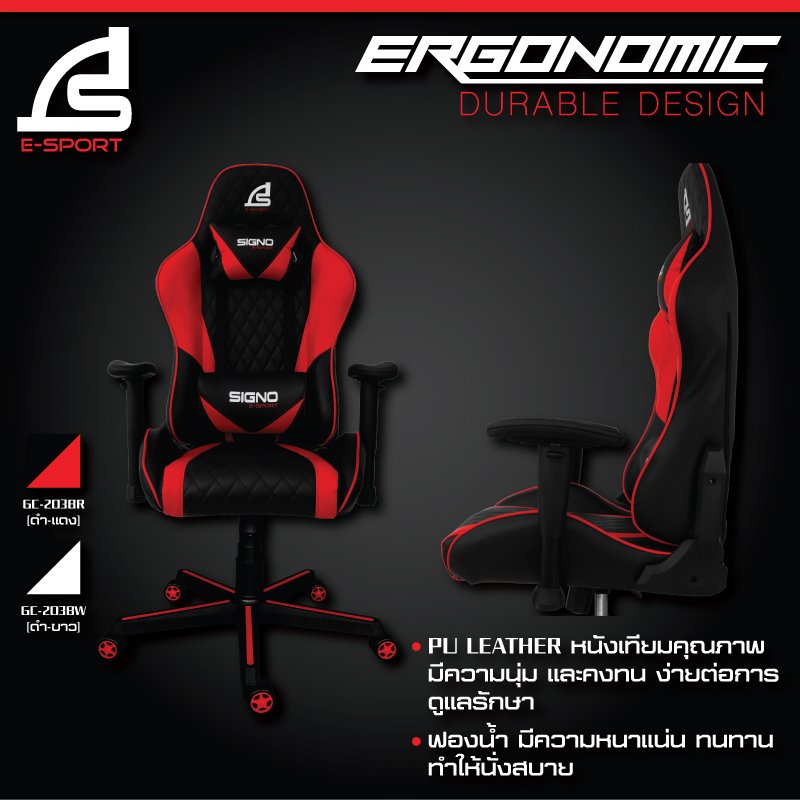 ERGONOMIC
DURABLE DESIGN
E-SPORT
E-SPORT
SIGNO
SIGNO
E-SPORT
GC-203BR
(ดำ-แดง)
GC-203BW
(ดำ-ขาว)
• PU LEATHER หนังเทียมคุณภาพ
มีความนุ่ม และคงทน ง่ายต่อการ
ดูแลรักษา
• ฟองน้ำ มีความหนาแน่น ทนทาน
ทำให้นั่งสบาย